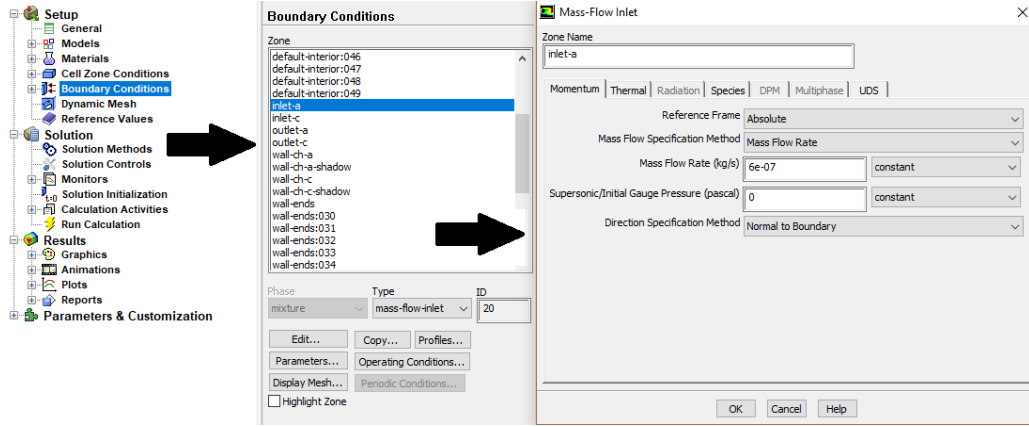 Setup
General
Models
Materials
Cell Zone Conditions
Boundary Conditions
Dynamic Mesh
Reference Values
Solution
Solution Methods
Solution Controls
Monitors
Solution Initialization
Calculation Activities
Run Calculation
Results
Graphics
Animations
Plots
Reports
Parameters & Customization
Boundary Conditions
Zone
default-interior:046
default-interior:047
default-interior:048
default-interior:049
inlet-a
inlet-c
outlet-a
outlet-c
wall-ch-a
wall-ch-a-shadow
wall-ch-c
wall-ch-c-shadow
wall-ends
wall-ends:030
wall-ends:031
wall-ends:032
wall-ends:033
wall-ends:034
Phase Type ID
mixture mass-flow-inlet 20
Edit... Copy... Profiles...
Parameters... Operating Conditions...
Display Mesh... Periodic Conditions...
Highlight Zone
Mass-Flow Inlet
Zone Name
inlet-a
Momentum Thermal Radiation Species DPM Multiphase UDS
Reference Frame Absolute
Mass Flow Specification Method Mass Flow Rate
Mass Flow Rate (kg/s) 6e-07 constant
Supersonic/Initial Gauge Pressure (pascal) 0 constant
Direction Specification Method Normal to Boundary
OK Cancel Help